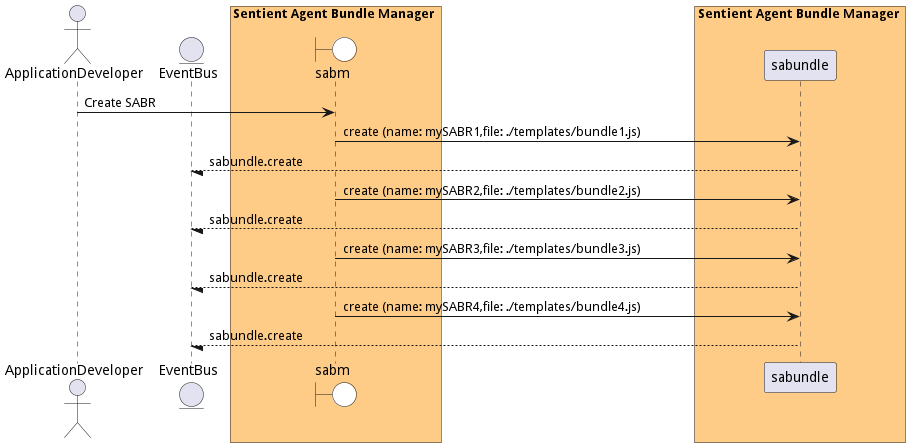 Sentient Agent Bundle Manager
Sentient Agent Bundle Manager
ApplicationDeveloper
EventBus
sabm
sabundle
Create SABR
create (name: mySABR1,file: ./templates/bundle1.js)
sabundle.create
create (name: mySABR2,file: ./templates/bundle2.js)
sabundle.create
create (name: mySABR3,file: ./templates/bundle3.js)
sabundle.create
create (name: mySABR4,file: ./templates/bundle4.js)
sabundle.create
ApplicationDeveloper
EventBus
sabm
sabundle